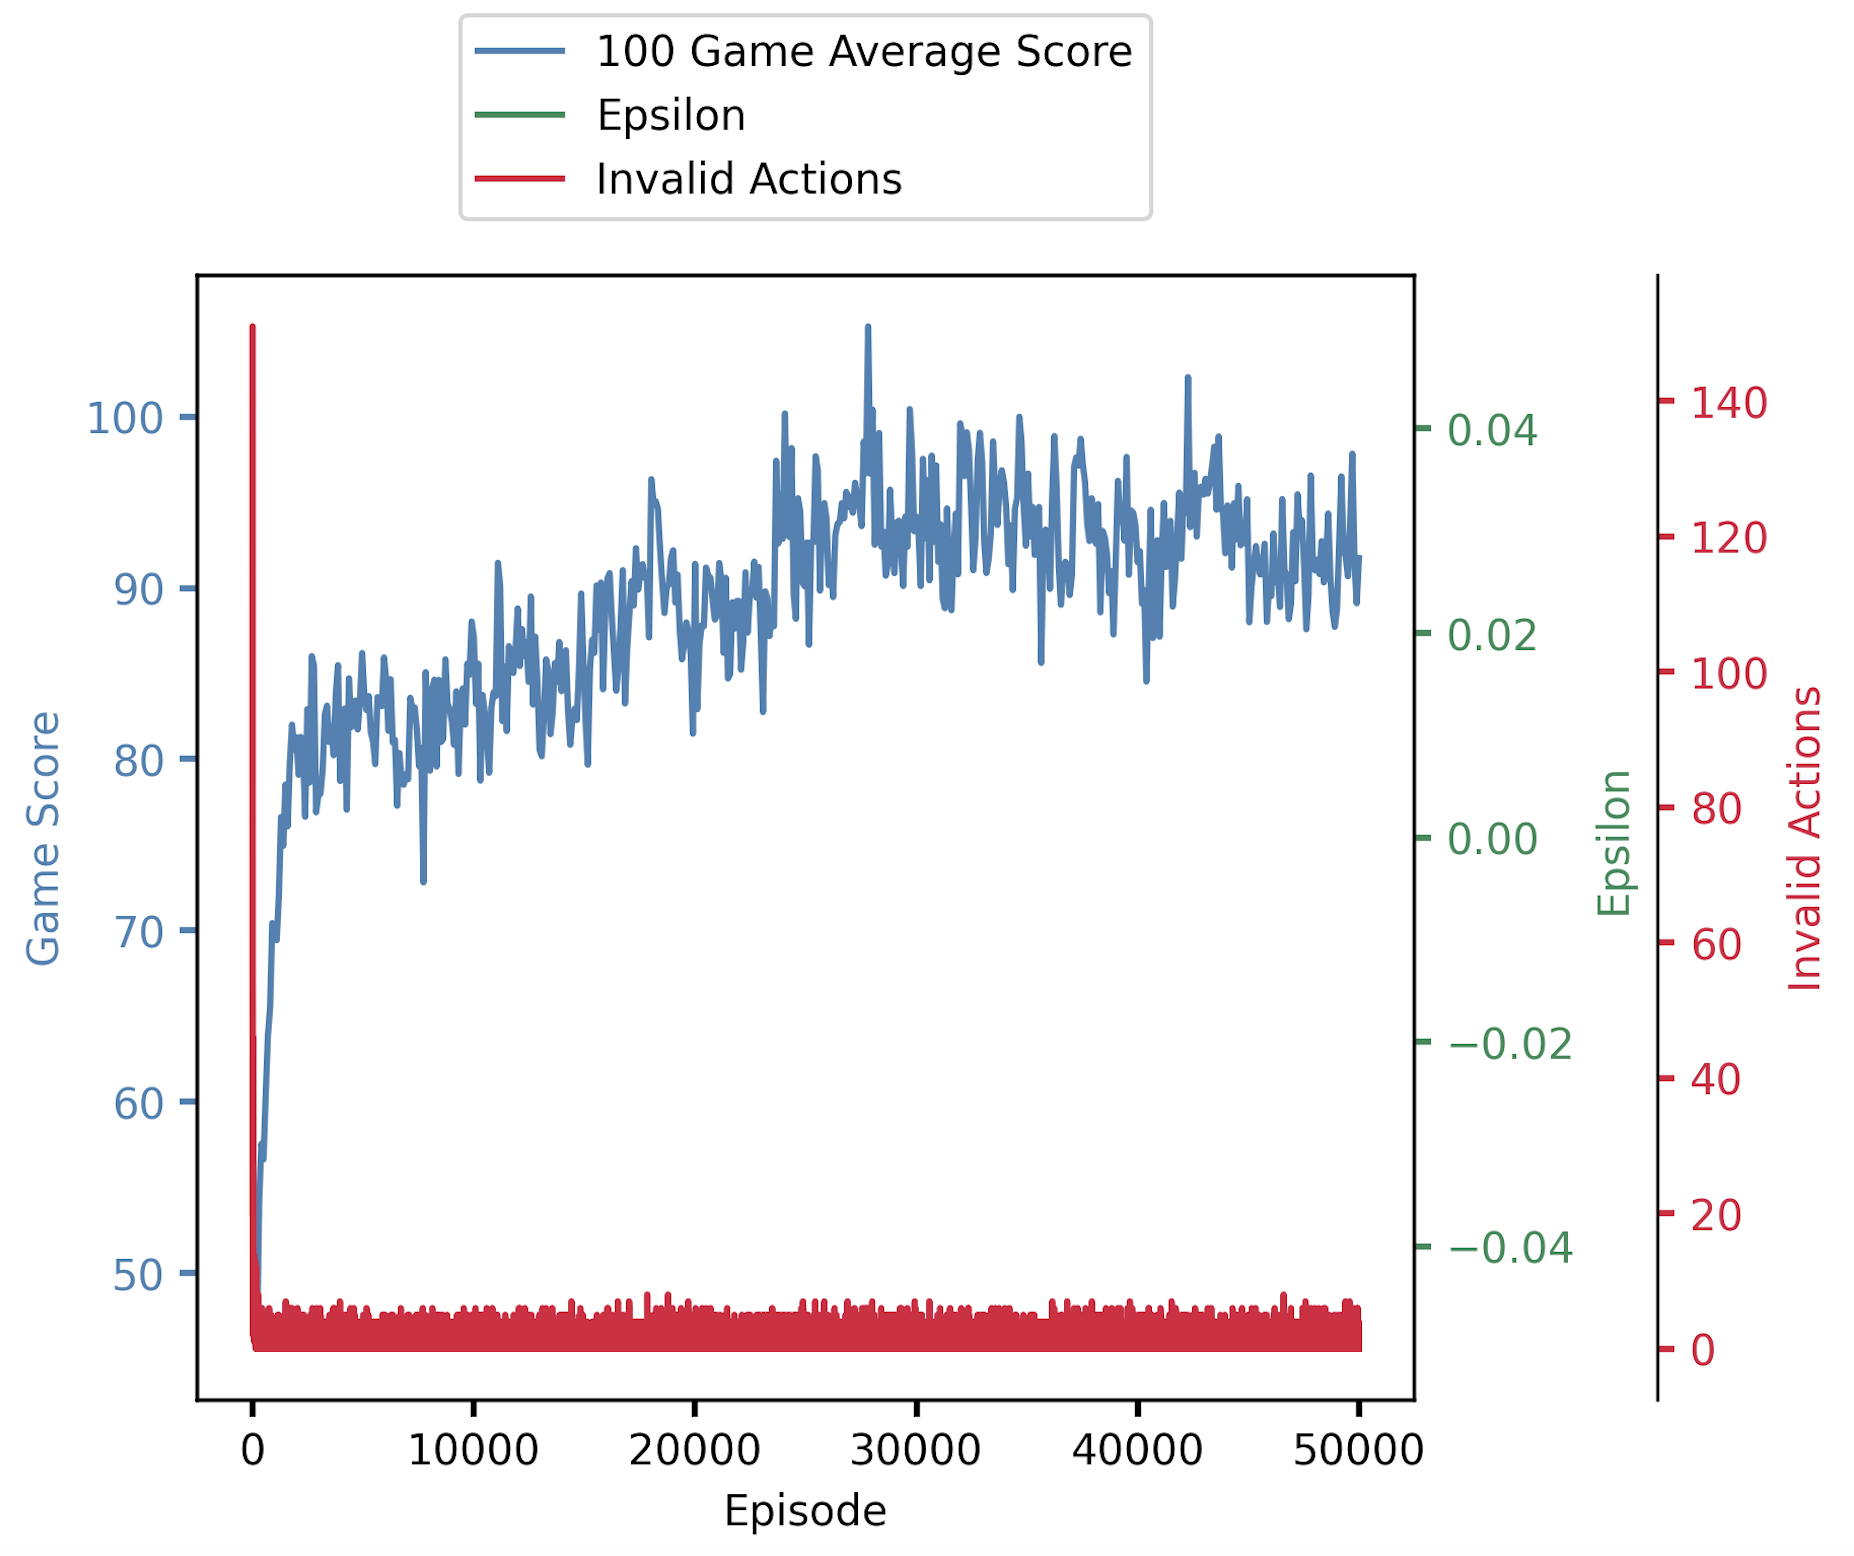 100 Game Average Score
Epsilon
Invalid Actions
100
90
80
70
60
50
Game Score
0.04
0.02
0.00
−0.02
−0.04
Epsilon
140
120
100
80
60
40
20
0
Invalid Actions
0 10000 20000 30000 40000 50000
Episode